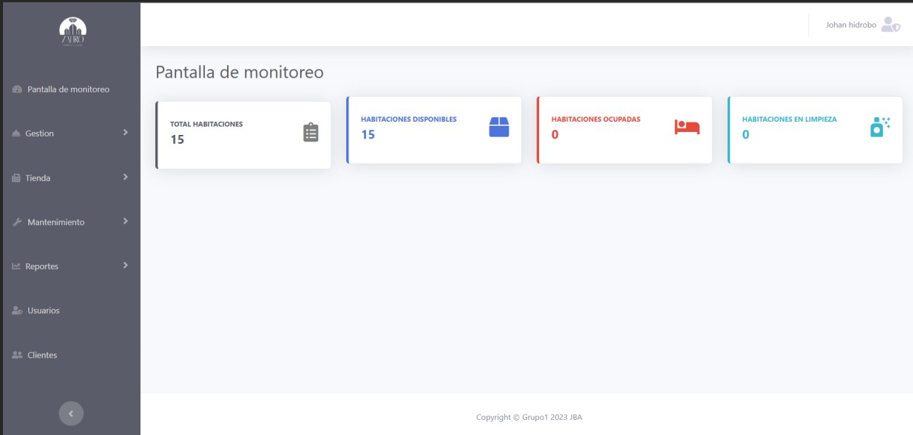 Johan hidrobo
Pantalla de monitoreo
Gestion
Tienda
Mantenimiento
Reportes
Usuarios
Clientes
Pantalla de monitoreo
TOTAL HABITACIONES
15
HABITACIONES DISPONIBLES
15
HABITACIONES OCUPADAS
0
HABITACIONES EN LIMPIEZA
0
Copyright © Grupo1 2023 JBA